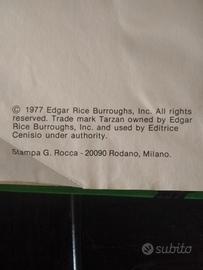 © 1977 Edgar Rice Burroughs, Inc. All rights
reserved. Trade mark Tarzan owned by Edgar
Rice Burroughs, Inc. and used by Editrice
Cenisio under authority.
Stampa G. Rocca - 20090 Rodano, Milano.
subito